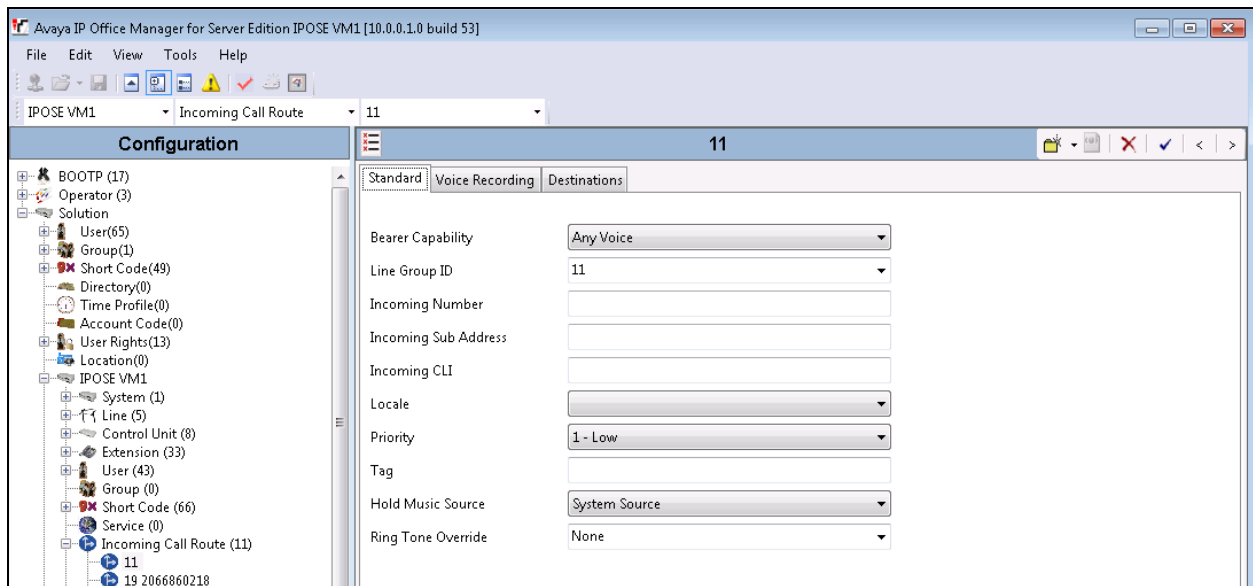 Avaya IP Office Manager for Server Edition IPOSE VM1 [10.0.0.1.0 build 53]
File Edit View Tools Help
IPOSE VM1 Incoming Call Route 11
Configuration
BOOTP (17)
Operator (3)
Solution
User(65)
Group(1)
Short Code(49)
Directory(0)
Time Profile(0)
Account Code(0)
User Rights(13)
Location(0)
IPOSE VM1
System (1)
Line (5)
Control Unit (8)
Extension (33)
User (43)
Group (0)
Short Code (66)
Service (0)
Incoming Call Route (11)
11
19 2066860218
11
Standard Voice Recording Destinations
Bearer Capability Any Voice
Line Group ID 11
Incoming Number
Incoming Sub Address
Incoming CLI
Locale
Priority 1 - Low
Tag
Hold Music Source System Source
Ring Tone Override None